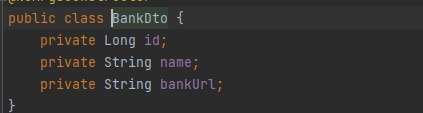 public class BankDto {
    private Long id;
    private String name;
    private String bankUrl;
}